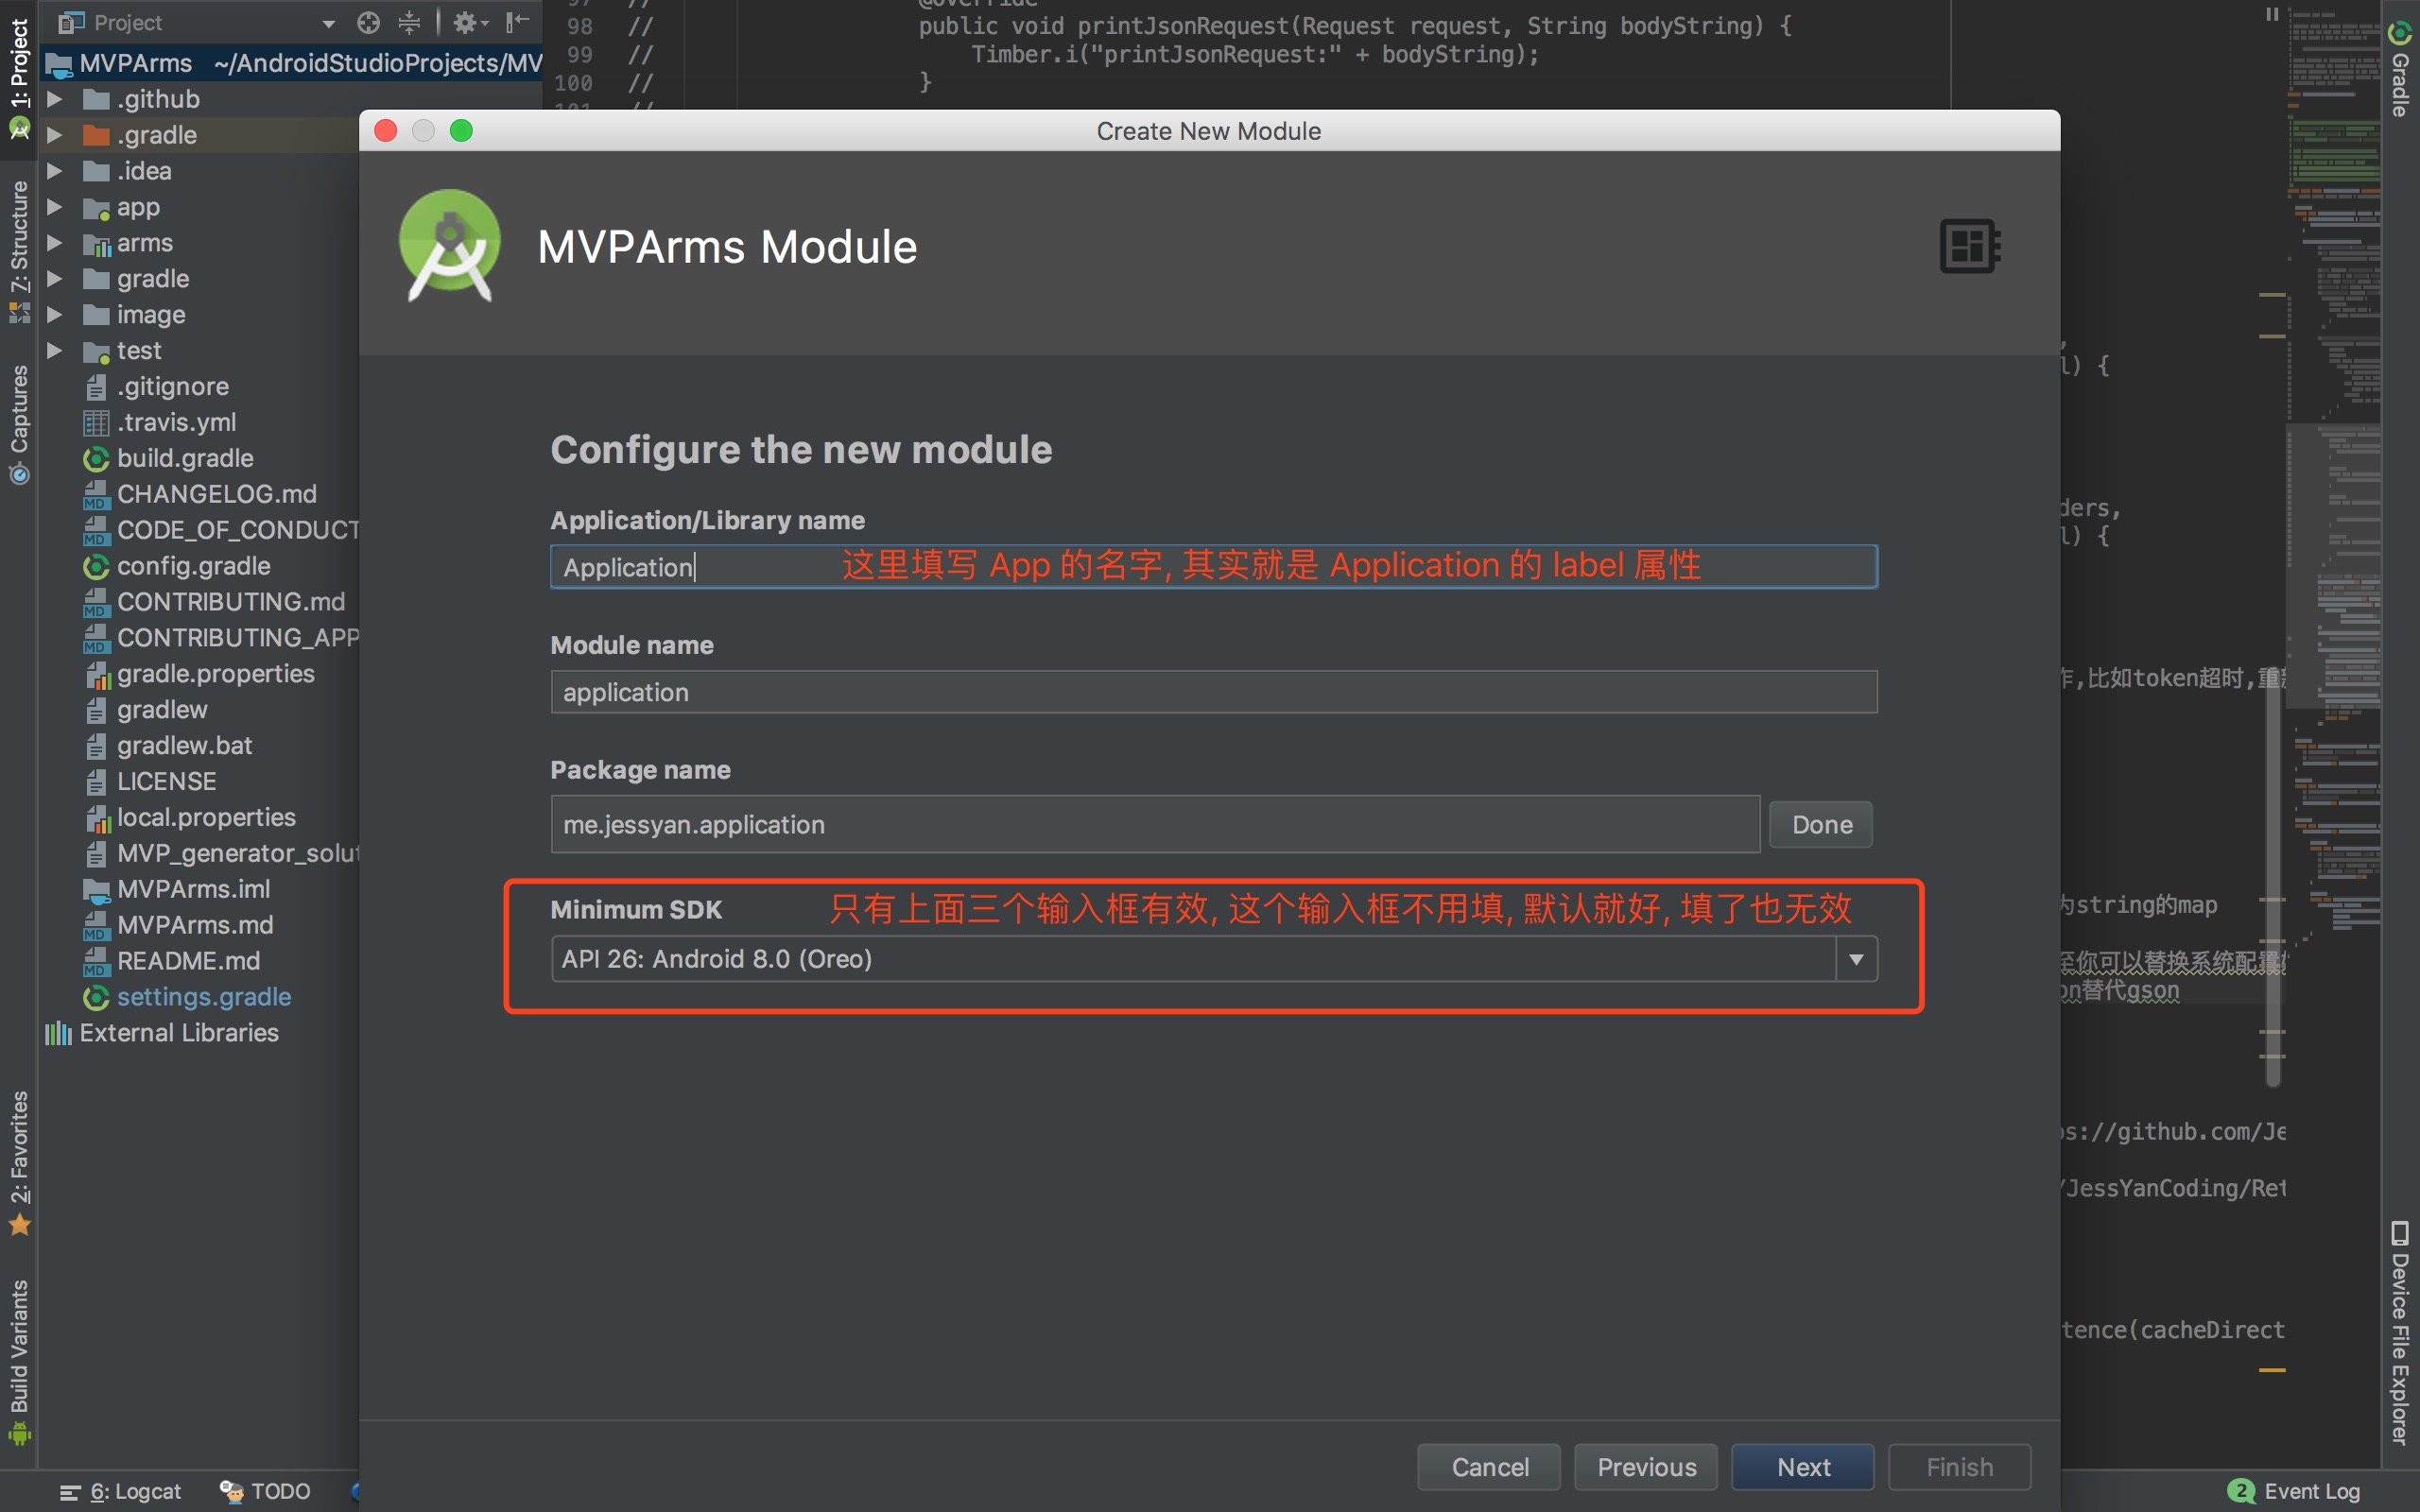 1: Project
Z: Structure
Captures
2: Favorites
Build Variants
Project
MVPArms ~/AndroidStudioProjects/MV
.github
.gradle
.idea
app
arms
gradle
image
test
.gitignore
.travis.yml
build.gradle
CHANGELOG.md
CODE_OF_CONDUCT
config.gradle
CONTRIBUTING.md
CONTRIBUTING_APP
gradle.properties
gradlew
gradlew.bat
LICENSE
local.properties
MVP_generator_solut
MVPArms.iml
MVPArms.md
README.md
settings.gradle
External Libraries
98 // public void printJsonRequest(Request request, String bodyString) {
99 // Timber.i("printJsonRequest:" + bodyString);
100 // }
Create New Module
MVPArms Module
Configure the new module
Application/Library name
Application 这里填写 App 的名字, 其实就是 Application 的 label 属性
Module name
application
Package name
me.jessyan.application Done
Minimum SDK 只有上面三个输入框有效, 这个输入框不用填, 默认就好, 填了也无效
API 26: Android 8.0 (Oreo)
Cancel Previous Next Finish
l) {
ders,
l) {
作,比如token超时,重新
为string的map
至你可以替换系统配置
on替代gson
ps://github.com/Je
/JessYanCoding/Ret
tence(cacheDirect
Gradle
Device File Explorer
6: Logcat TODO 2 Event Log